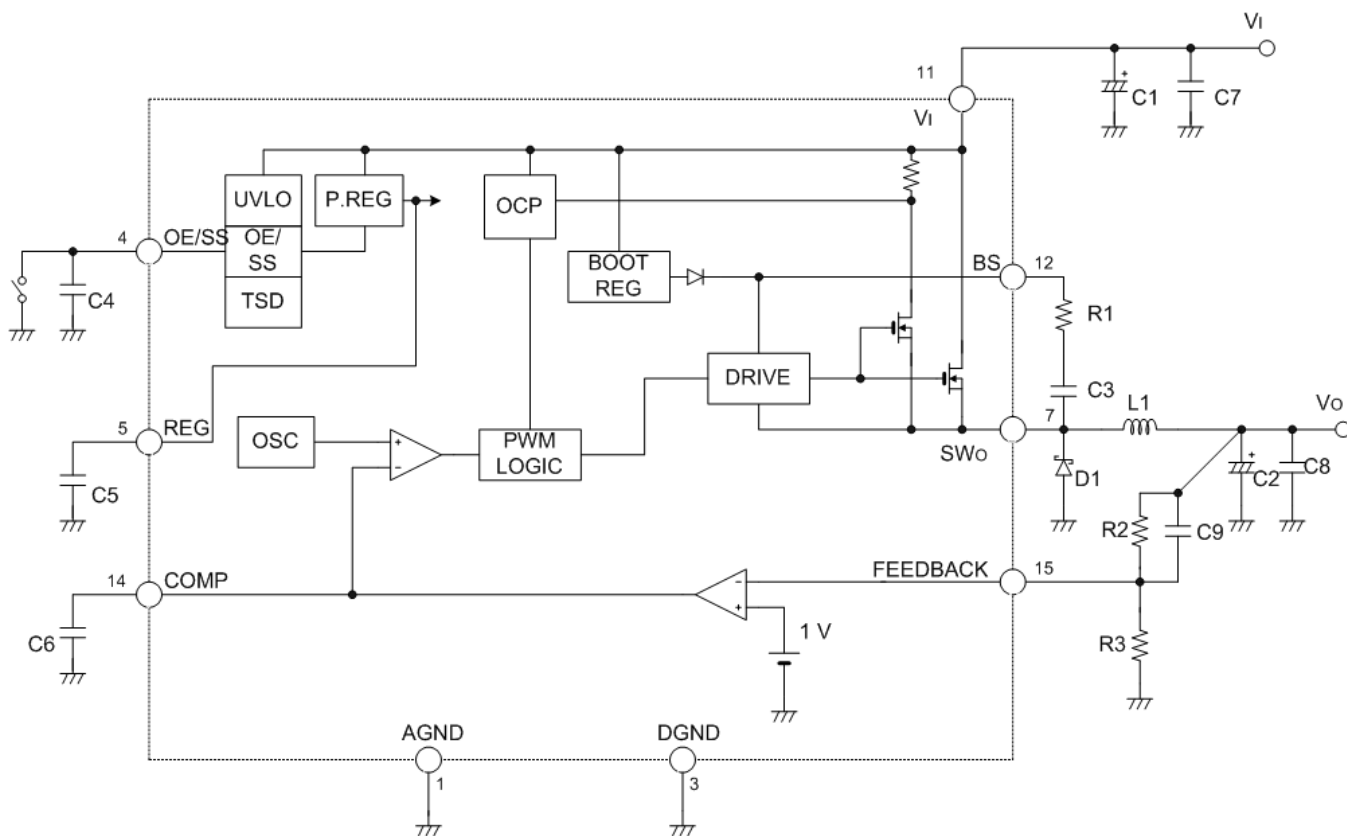 VI
11
C1
C7
VI
UVLO
P.REG
OCP
4
OE/SS
OE/
SS
BOOT
REG
BS
12
C4
TSD
R1
DRIVE
C3
5
REG
OSC
PWM
LOGIC
7
L1
VO
SWO
C5
D1
C2
C8
R2
C9
14
COMP
FEEDBACK
15
C6
1 V
R3
AGND
DGND
1
3